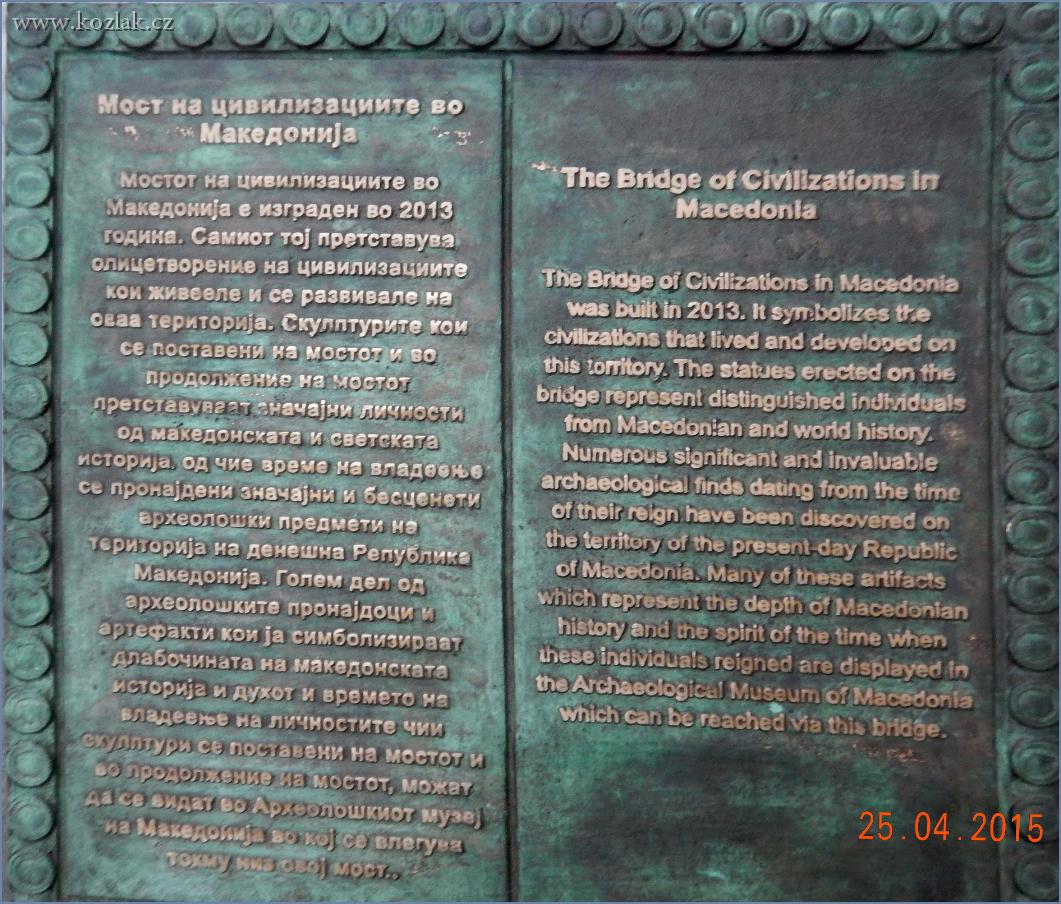 www.kozlak.cz
Мост на цивилизациите во
Македонија
Мостот на цивилизациите во
Македонија е изграден во 2013
година. Самиот тој претставува
олицетворение на цивилизациите
кои живееле и се развивале на
оваа територија. Скулптурите кои
се поставени на мостот и во
продолжение на мостот
претставуваат значајни личности
од македонската и светската
историја, од чие време на владеење
се пронајдени значајни и бесценети
археолошки предмети на
територија на денешна Република
Македонија. Голем дел од
археолошките пронајдоци и
артефакти кои ја симболизираат
длабочината на македонската
историја и духот и времето на
владеење на личностите чии
скулптури се поставени на мостот и
во продолжение на мостот, можат
да се видат во Археолошкиот музеј
на Македонија во кој се влегува
токму низ овој мост.
The Bridge of Civilizations in
Macedonia
The Bridge of Civilizations in Macedonia
was built in 2013. It symbolizes the
civilizations that lived and developed on
this torritory. The statues erected on the
bridge represent distinguished individuals
from Macedonian and world history.
Numerous significant and invaluable
archaeological finds dating from the time
of their reign have been discovered on
the territory of the present-day Republic
of Macedonia. Many of these artifacts
which represent the depth of Macedonian
history and the spirit of the time when
these individuals reigned are displayed in
the Archaeological Museum of Macedonia
which can be reached via this bridge.
25.04.2015